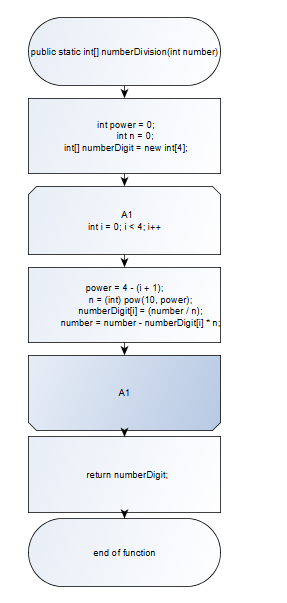 public static int[] numberDivision(int number)
int power = 0;
int n = 0;
int[] numberDigit = new int[4];
A1
int i = 0; i < 4; i++
power = 4 - (i + 1);
n = (int) pow(10, power);
numberDigit[i] = (number / n);
number = number - numberDigit[i] * n;
A1
return numberDigit;
end of function